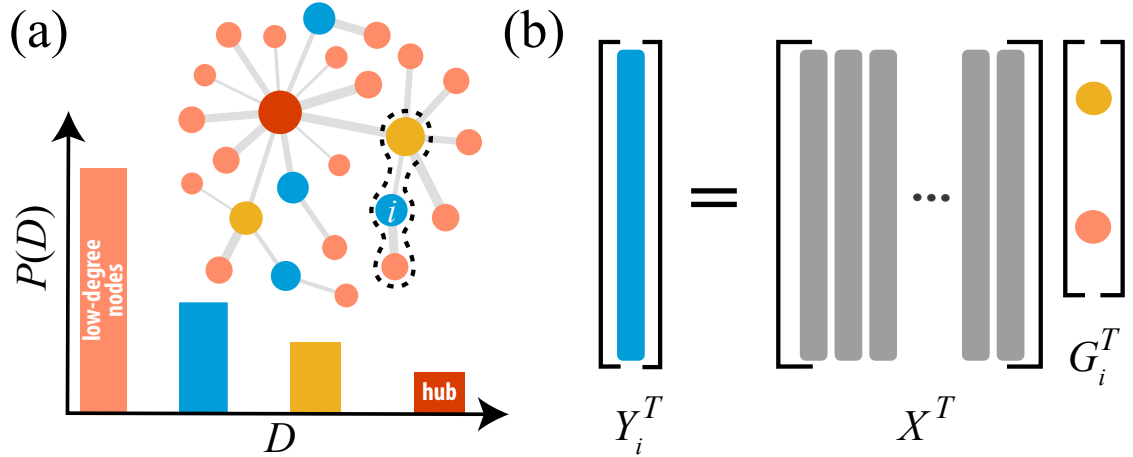 (a)
(b)
P(D)
low-degree
nodes
hub
D
i
=
...
Y_i^T
X^T
G_i^T